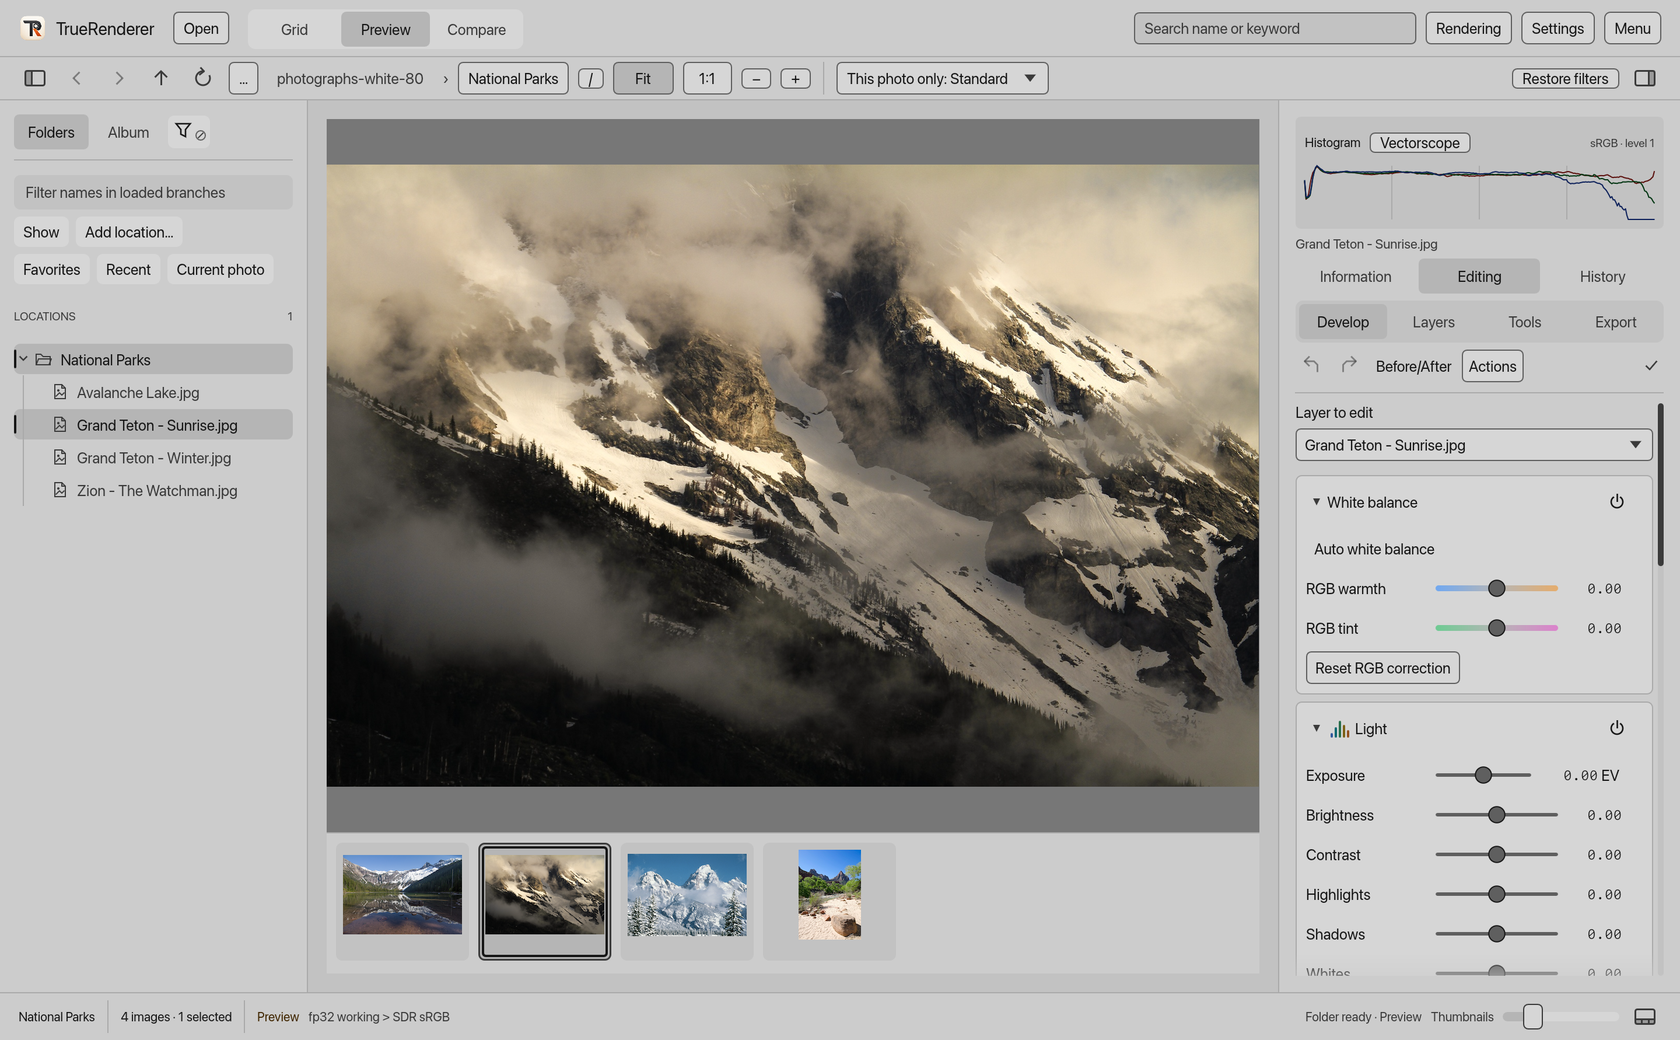 TrueRenderer Open Grid Preview Compare Search name or keyword Rendering Settings Menu
... photographs-white-80 › National Parks / Fit 1:1 − + This photo only: Standard Restore filters
Folders Album
Filter names in loaded branches
Show Add location...
Favorites Recent Current photo
LOCATIONS 1
National Parks
Avalanche Lake.jpg
Grand Teton - Sunrise.jpg
Grand Teton - Winter.jpg
Zion - The Watchman.jpg
Histogram Vectorscope sRGB · level 1
Grand Teton - Sunrise.jpg
Information Editing History
Develop Layers Tools Export
Before/After Actions
Layer to edit
Grand Teton - Sunrise.jpg
White balance
Auto white balance
RGB warmth 0.00
RGB tint 0.00
Reset RGB correction
Light
Exposure 0.00 EV
Brightness 0.00
Contrast 0.00
Highlights 0.00
Shadows 0.00
Whites 0.00
National Parks 4 images · 1 selected Preview fp32 working > SDR sRGB Folder ready · Preview Thumbnails